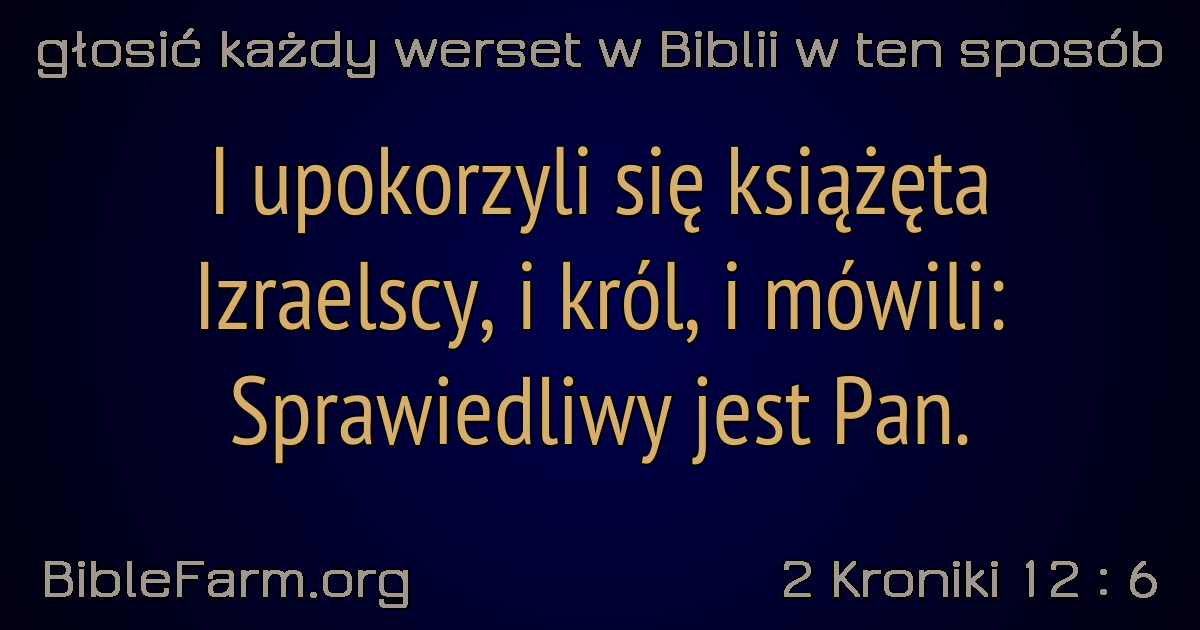 głosić każdy werset w Biblii w ten sposób
I upokorzyli się książęta
Izraelscy, i król, i mówili:
Sprawiedliwy jest Pan.
BibleFarm.org
2 Kroniki 12 : 6